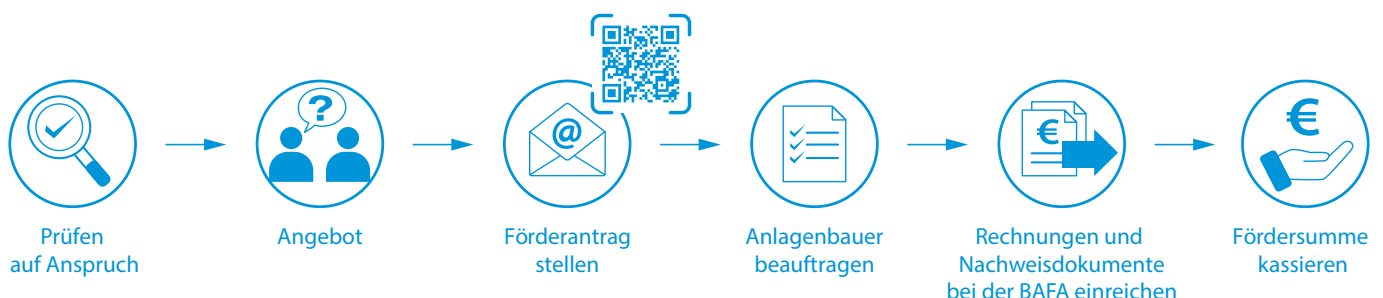 ?
@
€
€
Prüfen
auf Anspruch
Angebot
Förderantrag
stellen
Anlagenbauer
beauftragen
Rechnungen und
Nachweisdokumente
bei der BAFA einreichen
Fördersumme
kassieren